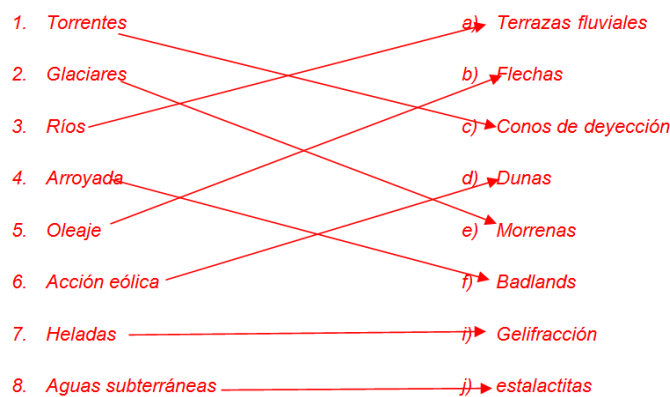 1. Torrentes a) Terrazas fluviales
2. Glaciares b) Flechas
3. Ríos c) Conos de deyección
4. Arroyada d) Dunas
5. Oleaje e) Morrenas
6. Acción eólica f) Badlands
7. Heladas i) Gelifracción
8. Aguas subterráneas j) estalactitas